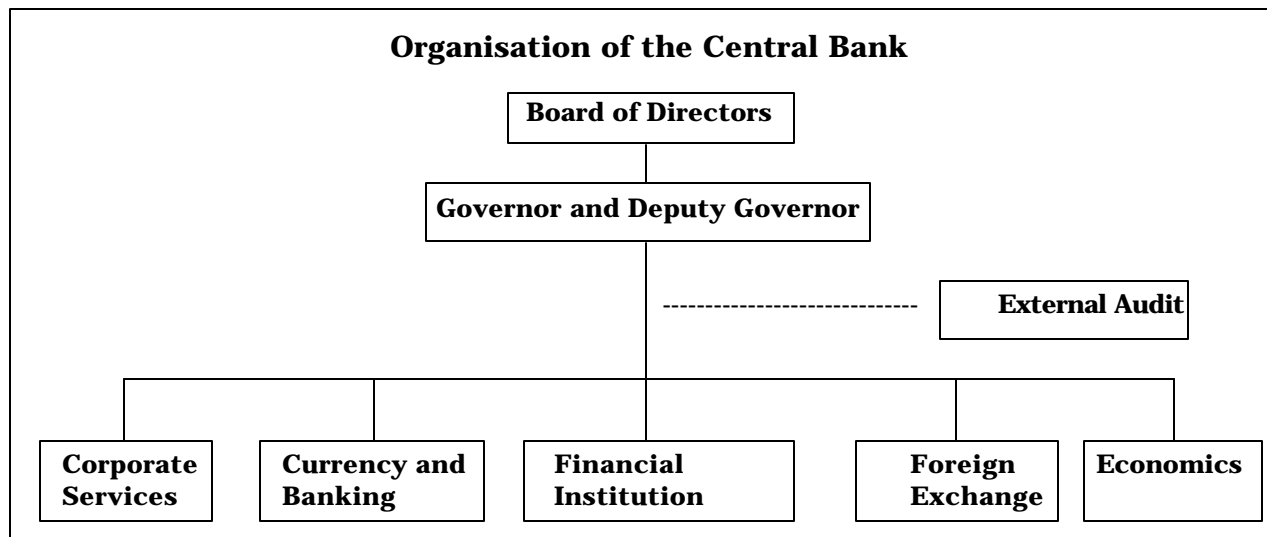 Organisation of the Central Bank
Board of Directors
Governor and Deputy Governor
External Audit
Corporate
Services
Currency and
Banking
Financial
Institution
Foreign
Exchange
Economics